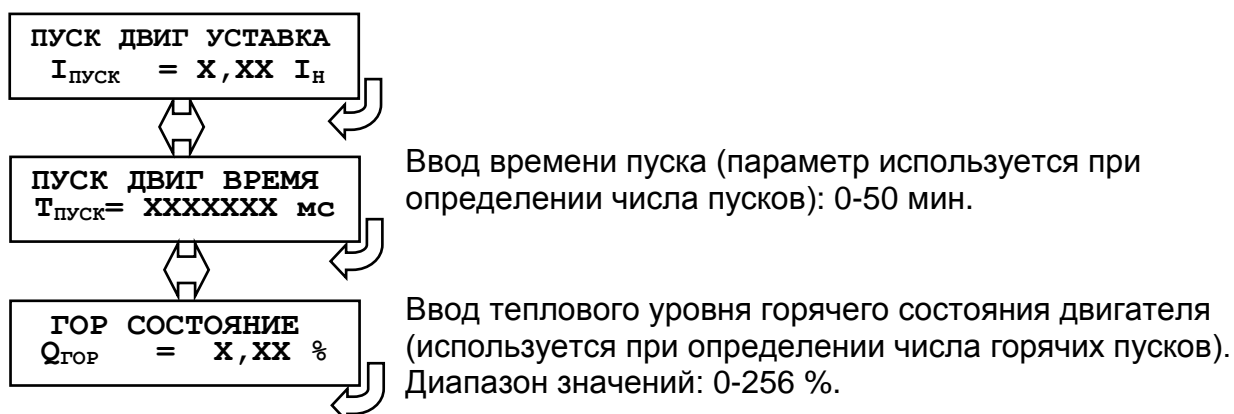 ПУСК ДВИГ УСТАВКА
IПУСК = X,XX IН
ПУСК ДВИГ ВРЕМЯ
TПУСК= XXXXXXX мс
Ввод времени пуска (параметр используется при
определении числа пусков): 0-50 мин.
ГОР СОСТОЯНИЕ
QГОР = X,XX %
Ввод теплового уровня горячего состояния двигателя
(используется при определении числа горячих пусков).
Диапазон значений: 0-256 %.